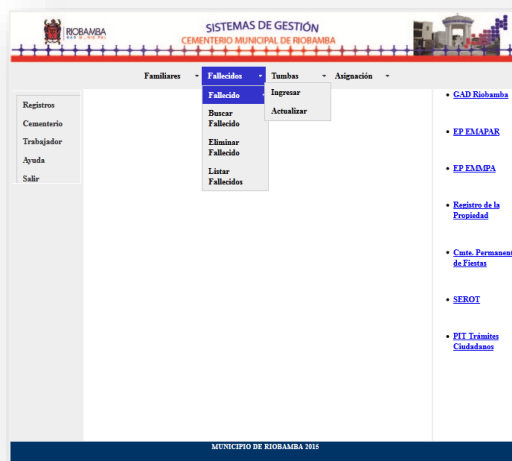 RIOBAMBA
SISTEMAS DE GESTIÓN
CEMENTERIO MUNICIPAL DE RIOBAMBA
Familiares
Fallecidos
Tumbas
Asignación
Registros
Cementerio
Trabajador
Ayuda
Salir
Fallecido
Buscar
Fallecido
Eliminar
Fallecido
Listar
Fallecidos
Ingresar
Actualizar
GAD Riobamba
EP EMAPAR
EP EMMPA
Registro de la
Propiedad
Cmte. Permanent
de Fiestas
SEROT
PIT Trámites
Ciudadanos
MUNICIPIO DE RIOBAMBA 2015